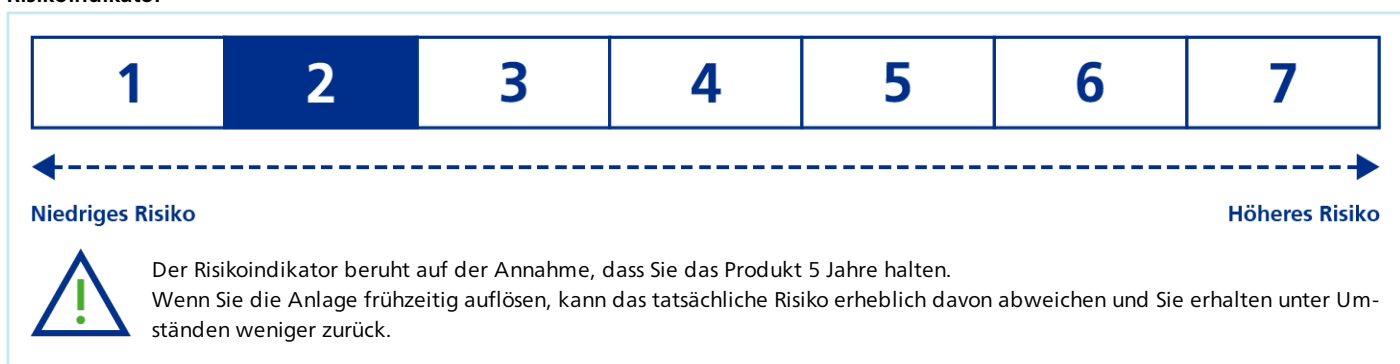 Risikoindikator
1 2 3 4 5 6 7
Niedriges Risiko Höheres Risiko
Der Risikoindikator beruht auf der Annahme, dass Sie das Produkt 5 Jahre halten.
Wenn Sie die Anlage frühzeitig auflösen, kann das tatsächliche Risiko erheblich davon abweichen und Sie erhalten unter Um-
ständen weniger zurück.